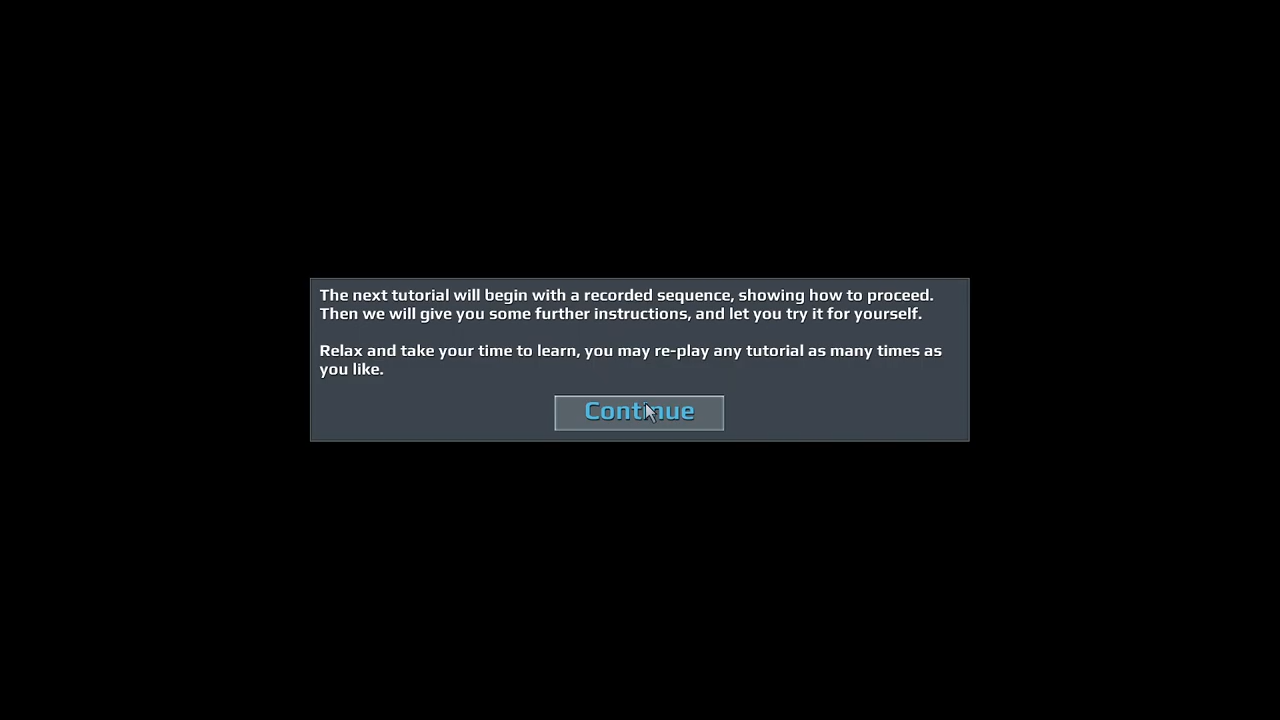 The next tutorial will begin with a recorded sequence, showing how to proceed.
Then we will give you some further instructions, and let you try it for yourself.
Relax and take your time to learn, you may re-play any tutorial as many times as
you like.
Continue